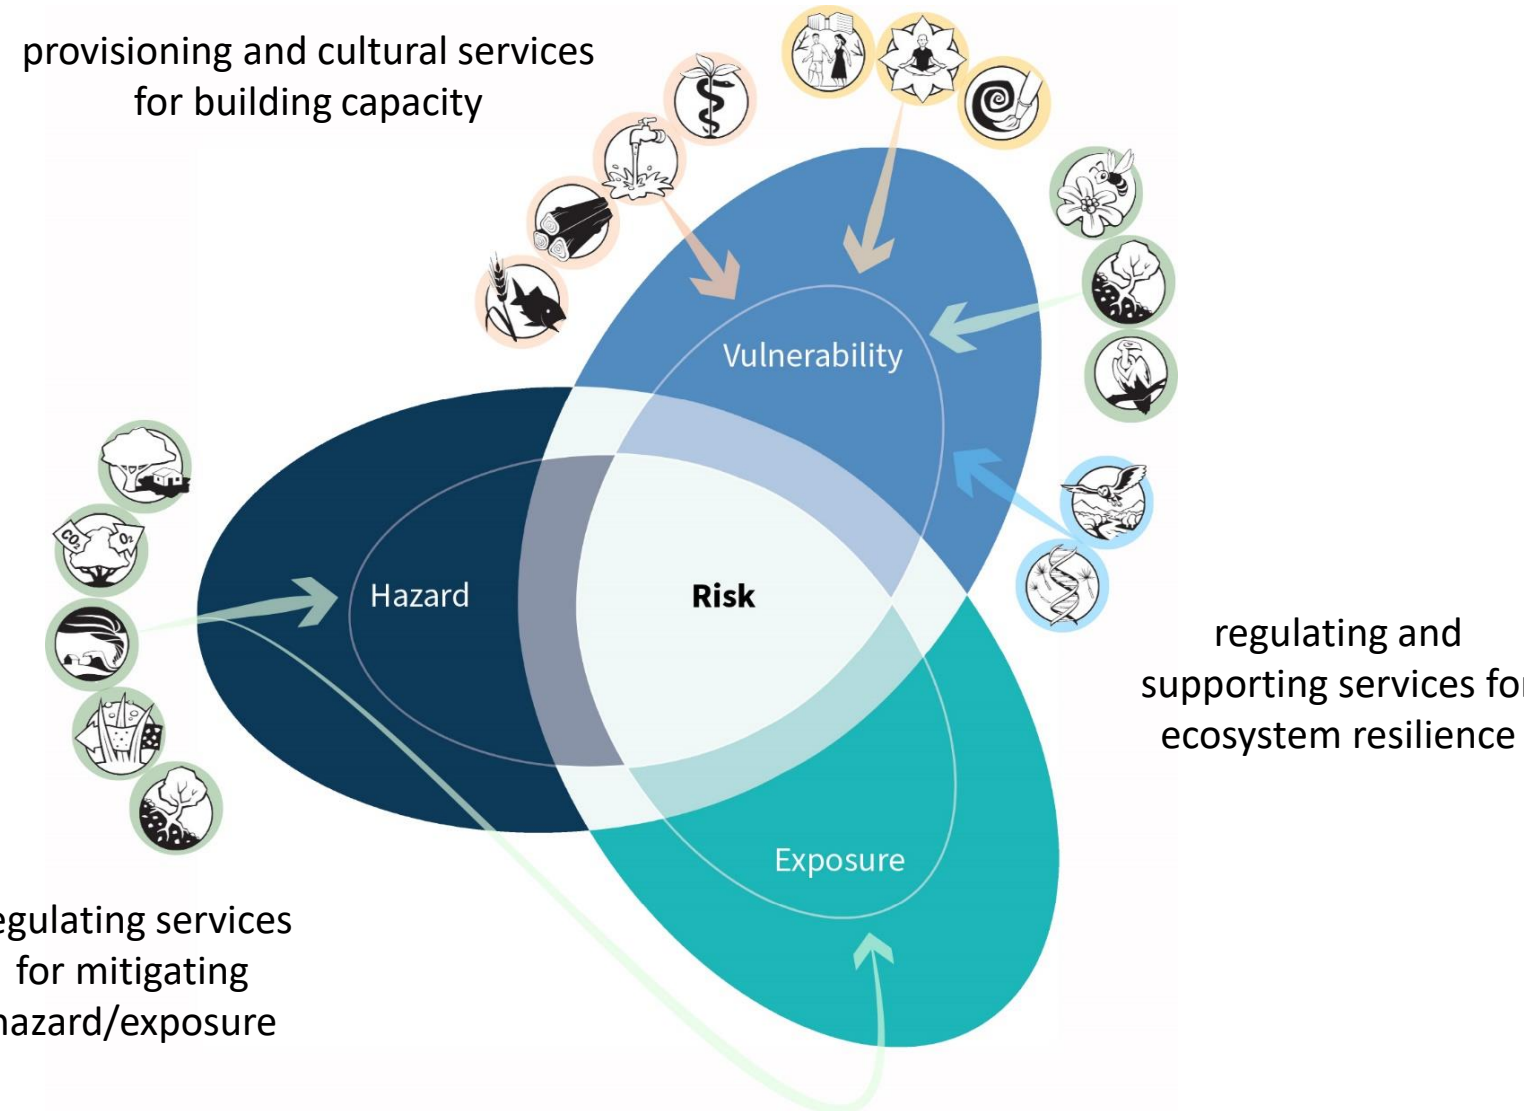 provisioning and cultural services
for building capacity
Vulnerability
Hazard
Risk
CO₂
O₂
regulating and
supporting services for
ecosystem resilience
Exposure
egulating services
for mitigating
hazard/exposure